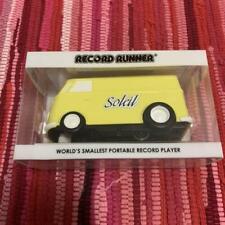 RECORD RUNNER®
Soleil
WORLD'S SMALLEST PORTABLE RECORD PLAYER